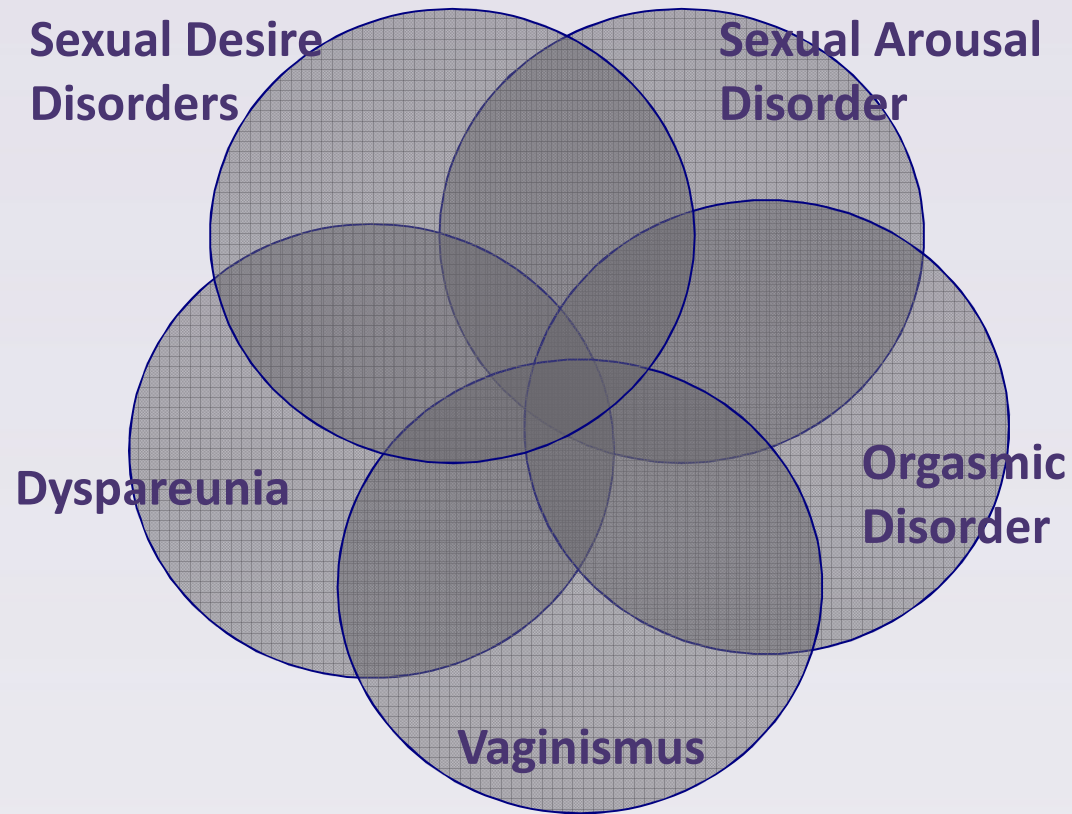 Sexual Desire
Disorders
Sexual Arousal
Disorder
Dyspareunia
Orgasmic
Disorder
Vaginismus